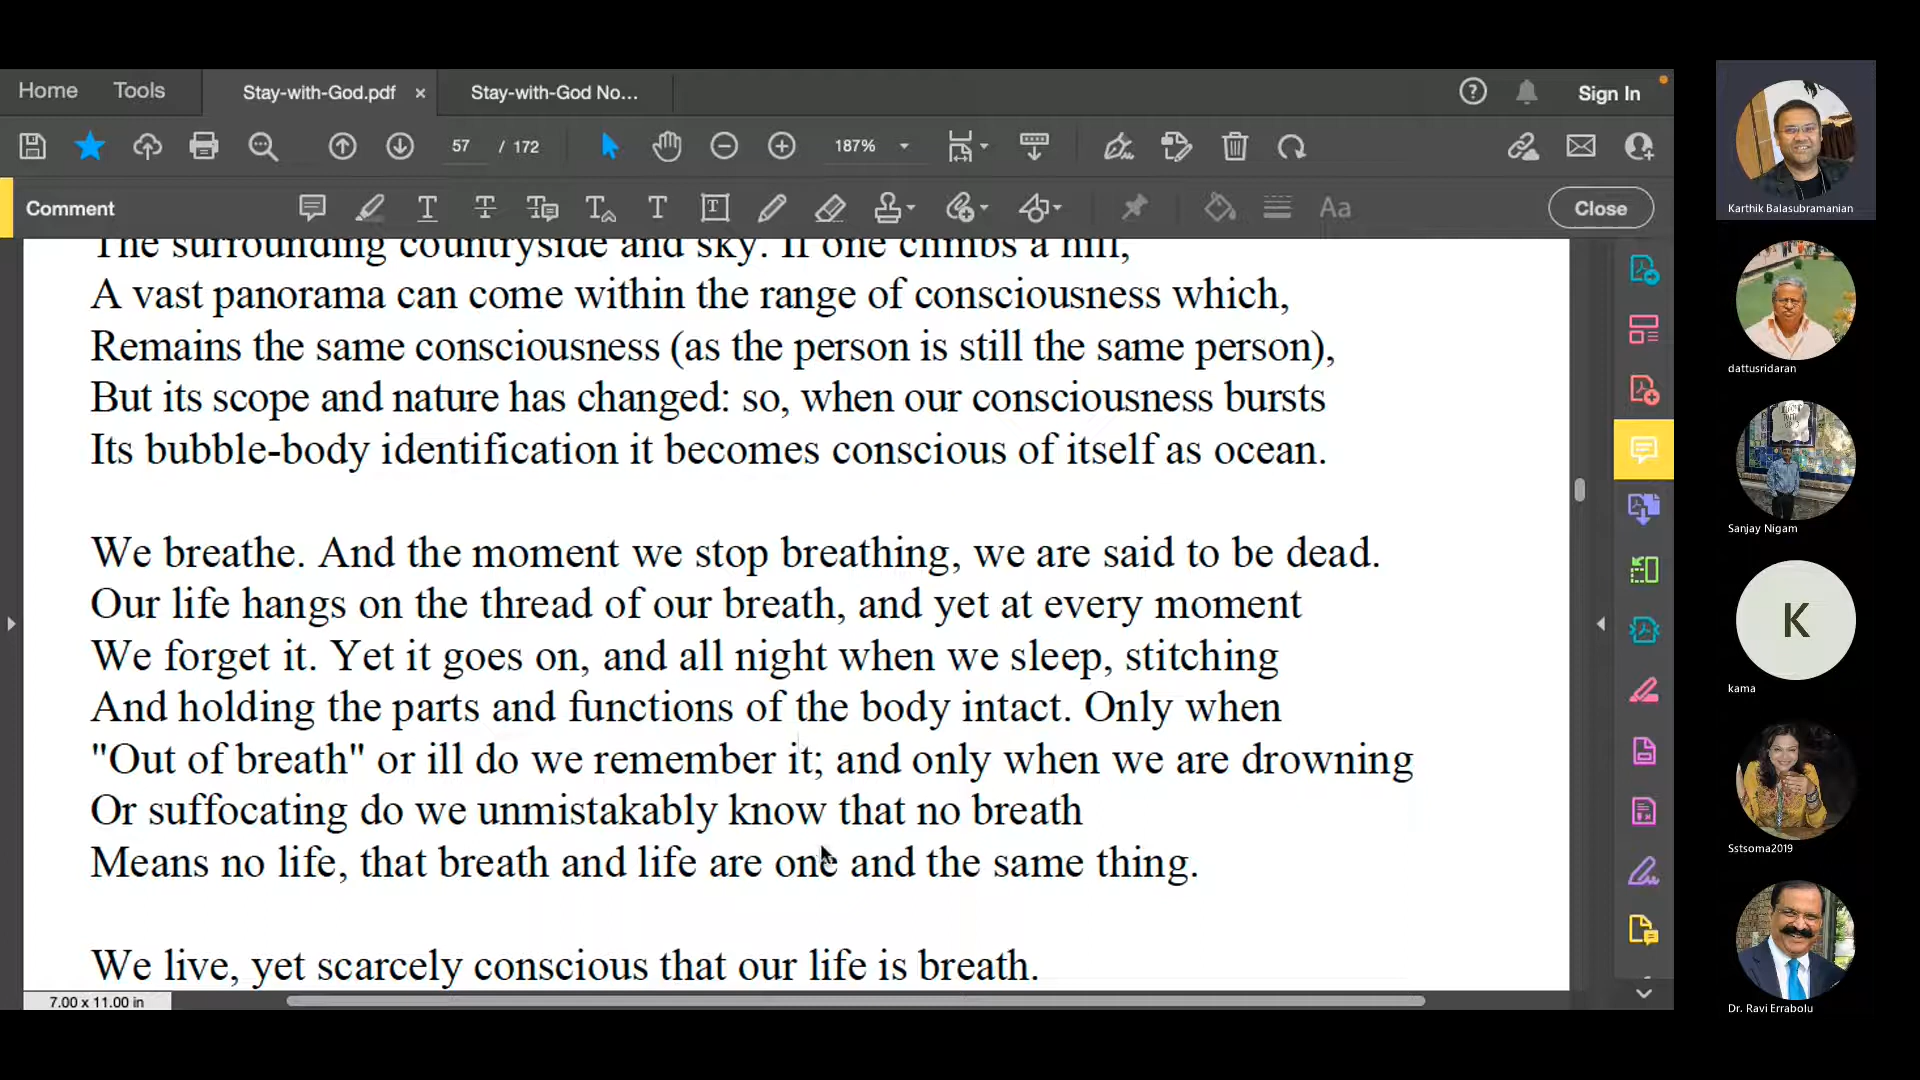 Home
Tools
Stay-with-God.pdf
Stay-with-God No...
Sign In
57 / 172
187%
Comment
Close
The surrounding countryside and sky. If one climbs a hill,
A vast panorama can come within the range of consciousness which,
Remains the same consciousness (as the person is still the same person),
But its scope and nature has changed: so, when our consciousness bursts
Its bubble-body identification it becomes conscious of itself as ocean.
We breathe. And the moment we stop breathing, we are said to be dead.
Our life hangs on the thread of our breath, and yet at every moment
We forget it. Yet it goes on, and all night when we sleep, stitching
And holding the parts and functions of the body intact. Only when
"Out of breath" or ill do we remember it; and only when we are drowning
Or suffocating do we unmistakably know that no breath
Means no life, that breath and life are one and the same thing.
We live, yet scarcely conscious that our life is breath.
7.00 x 11.00 in
Karthik Balasubramanian
dattusridaran
Sanjay Nigam
K
kama
Sstsoma2019
Dr. Ravi Errabolu